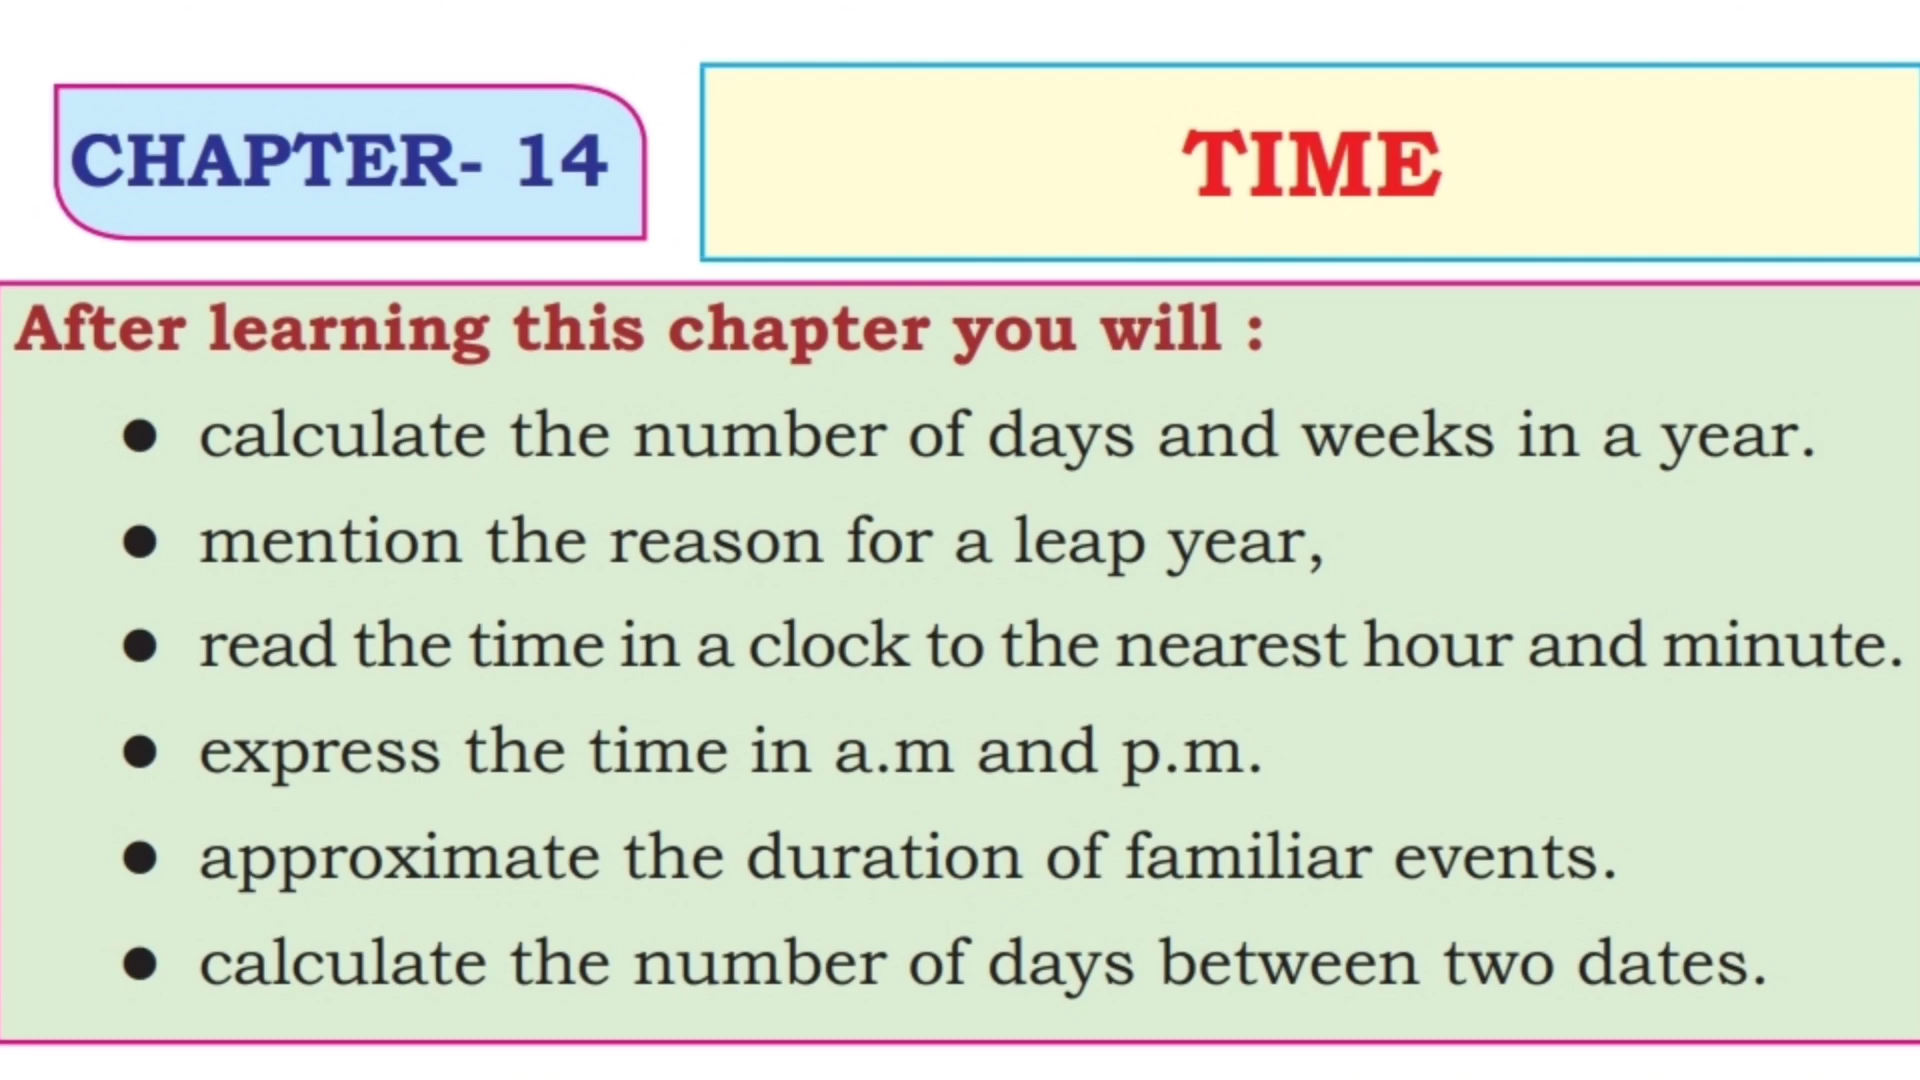 CHAPTER- 14
TIME
After learning this chapter you will :
● calculate the number of days and weeks in a year.
● mention the reason for a leap year,
● read the time in a clock to the nearest hour and minute.
● express the time in a.m and p.m.
● approximate the duration of familiar events.
● calculate the number of days between two dates.